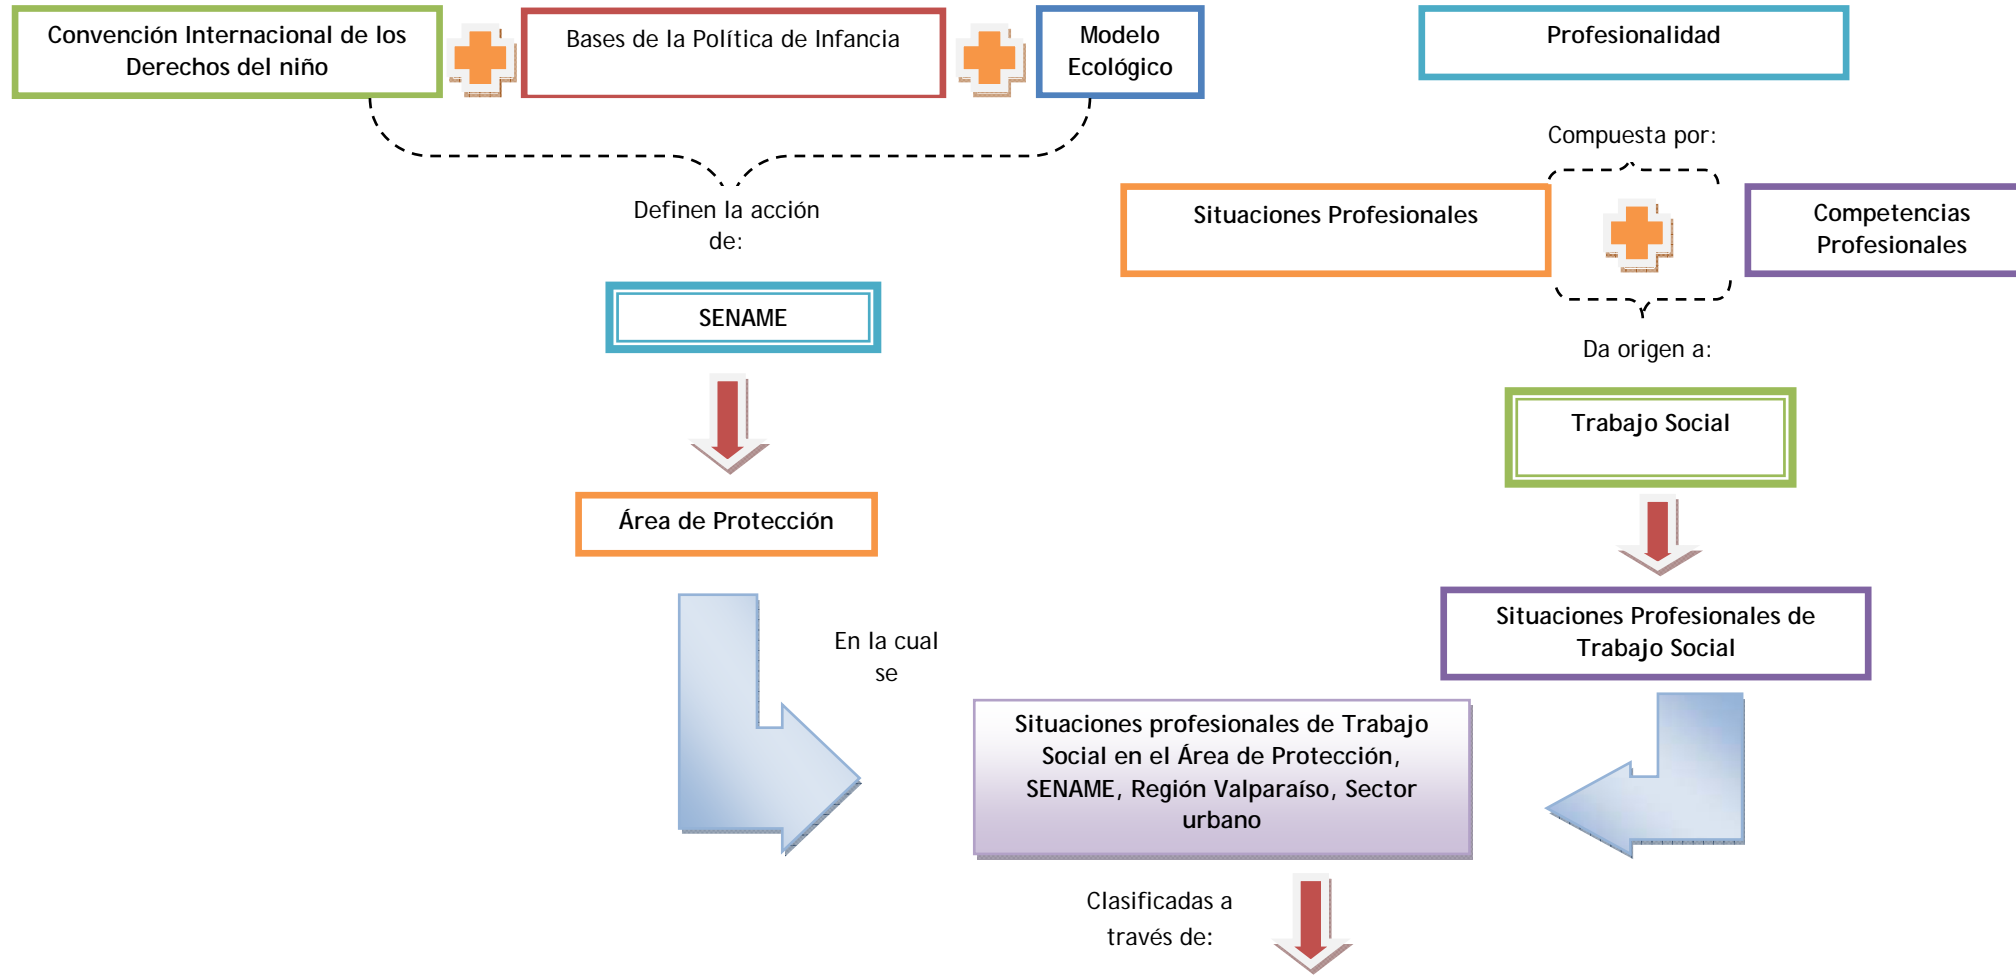 Convención Internacional de los
Derechos del niño
Bases de la Política de Infancia
Modelo
Ecológico
Profesionalidad
Compuesta por:
Situaciones Profesionales
Competencias
Profesionales
Definen la acción
de:
SENAME
Da origen a:
Trabajo Social
Área de Protección
Situaciones Profesionales de
Trabajo Social
En la cual
se
Situaciones profesionales de Trabajo
Social en el Área de Protección,
SENAME, Región Valparaíso, Sector
urbano
Clasificadas a
través de: